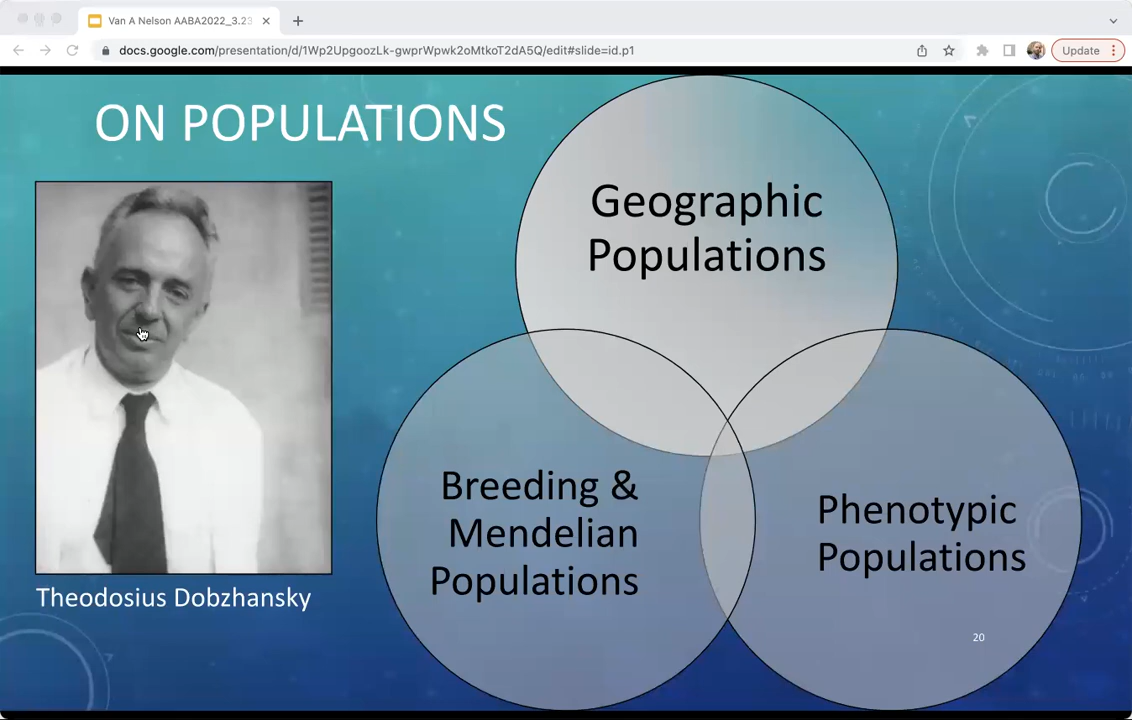 Van A Nelson AABA2022_3.23
docs.google.com/presentation/d/1Wp2UpgoozLk-gwprWpwk2oMtkoT2dA5Q/edit#slide=id.p1
Update
ON POPULATIONS
Geographic
Populations
Breeding &
Mendelian
Populations
Phenotypic
Populations
Theodosius Dobzhansky
20